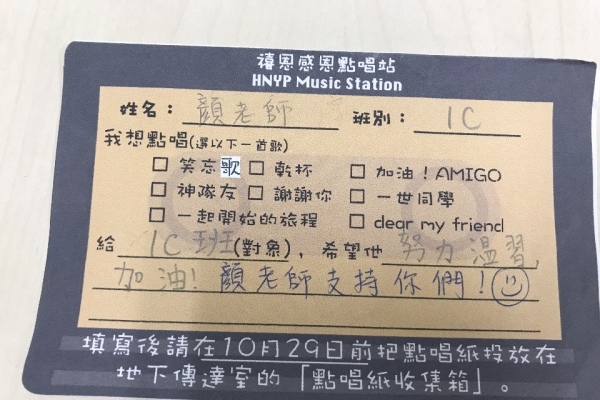 禧恩感恩點唱站
HNYP Music Station
姓名：顏老師 班別：1C
我想點唱(選以下一首歌)
□ 笑忘歌 □ 乾杯 □ 加油！AMIGO
□ 神隊友 □ 謝謝你 □ 一世同學
□ 一起開始的旅程 □ dear my friend
給 1C班(對象)，希望他 努力溫習,
加油! 顏老師支持你們!
填寫後請在10月29日前把點唱紙投放在
地下傳達室的「點唱紙收集箱」。